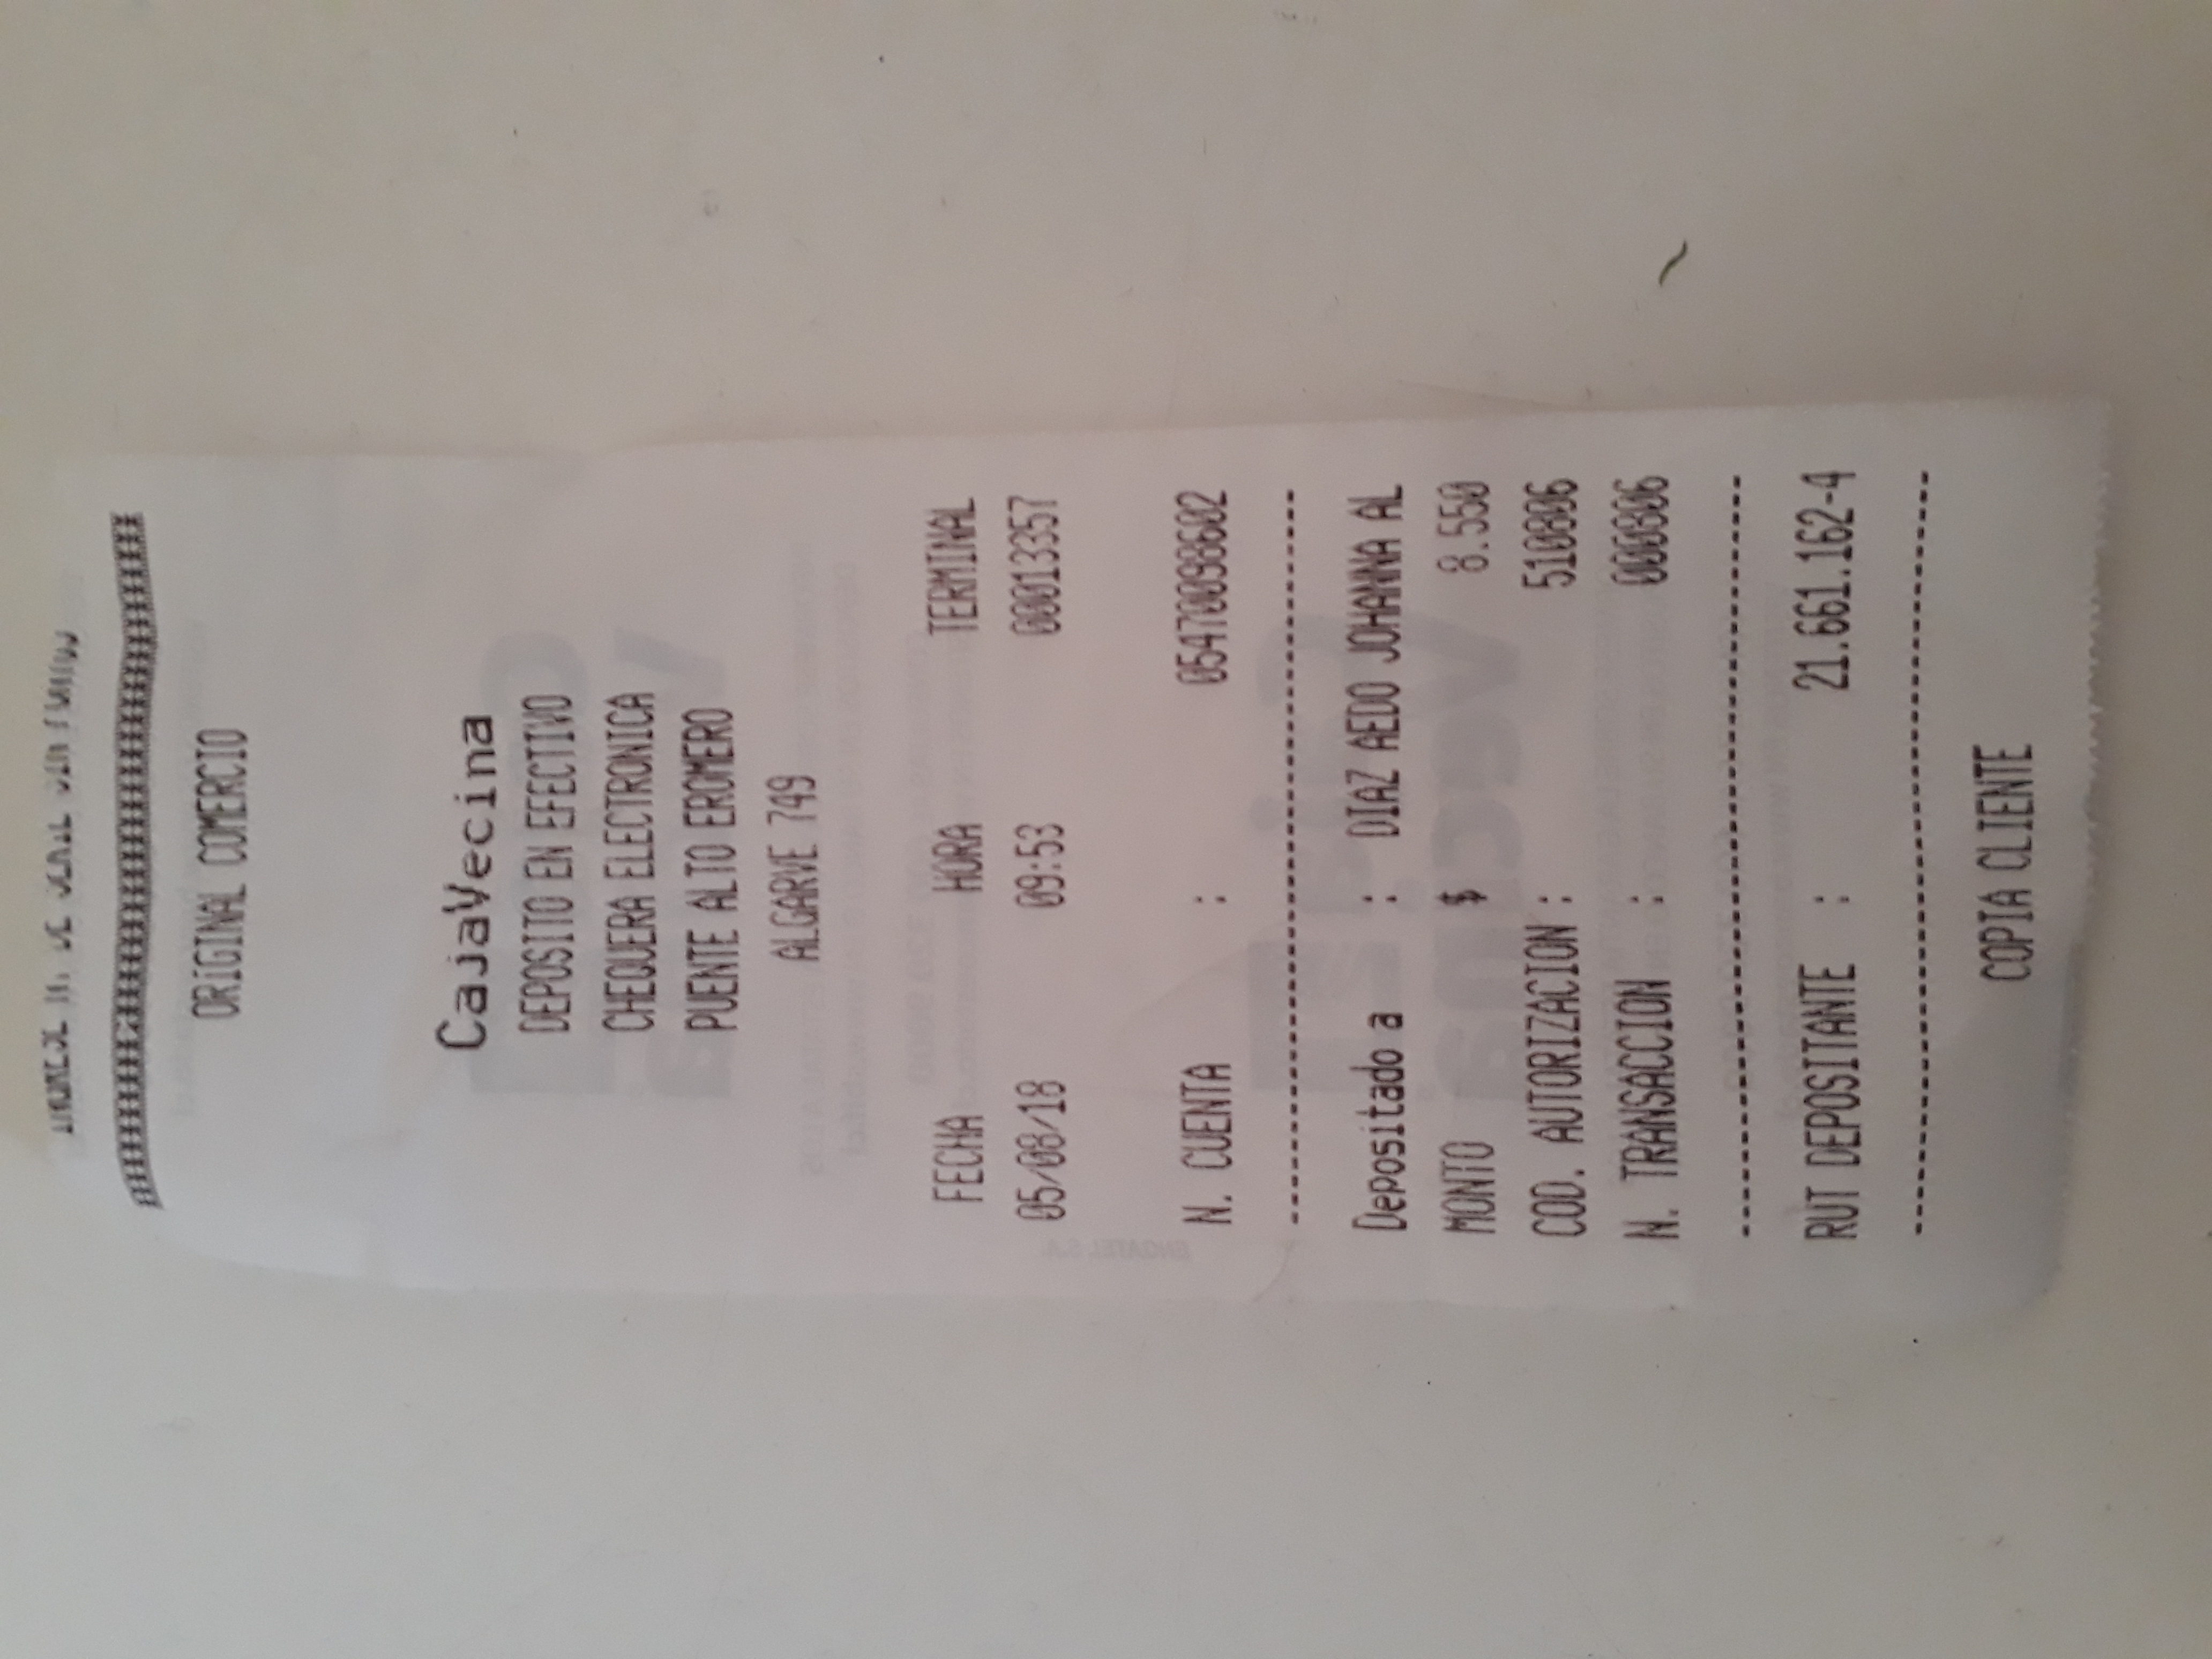 ORIGINAL COMERCIO
CajaVecina
DEPOSITO EN EFECTIVO
CHEQUERA ELECTRONICA
PUENTE ALTO EROMERO
ALGARVE 749
FECHA HORA TERMINAL
05/08/18 09:53 00013357
N. CUENTA : 05470098602
Depositado a : DIAZ AEDO JOHANNA AL
MONTO $ 8.550
COD. AUTORIZACION : 510806
N. TRANSACCION :
RUT DEPOSITANTE : 21.661.162-4
COPIA CLIENTE